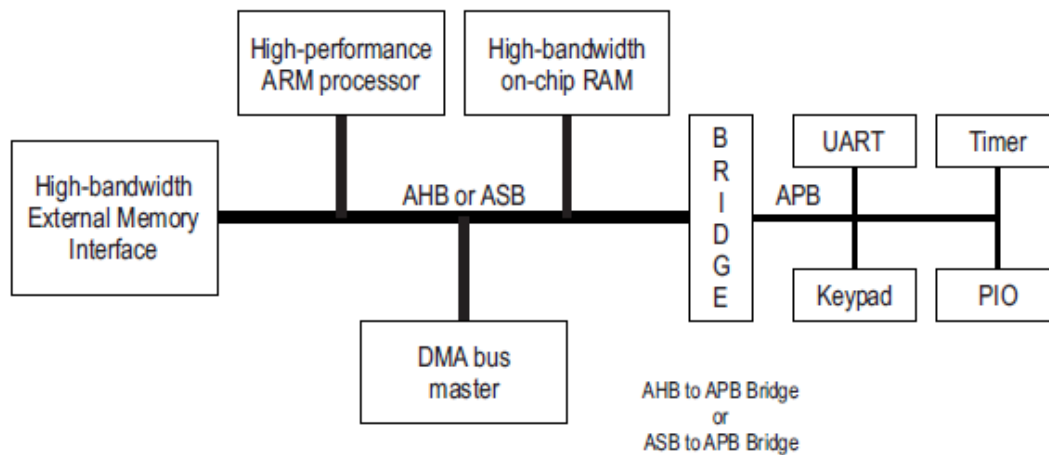 High-performance
ARM processor
High-bandwidth
on-chip RAM
High-bandwidth
External Memory
Interface
AHB or ASB
B
R
I
D
G
E
APB
UART
Timer
Keypad
PIO
DMA bus
master
AHB to APB Bridge
or
ASB to APB Bridge